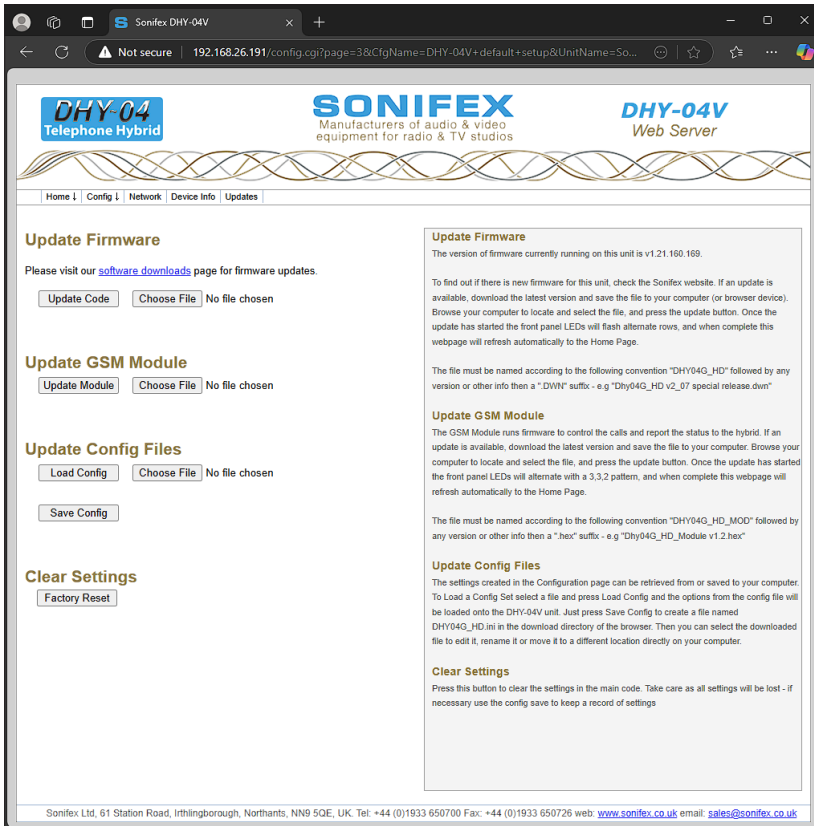 Sonifex DHY-04V
Not secure 192.168.26.191/config.cgi?page=3&CfgName=DHY-04V+default+setup&UnitName=So...
DHY-04
Telephone Hybrid
SONIFEX
Manufacturers of audio & video
equipment for radio & TV studios
DHY-04V
Web Server
Home↓ Config↓ Network Device Info Updates
Update Firmware
Please visit our software downloads page for firmware updates.
Update Code Choose File No file chosen
Update GSM Module
Update Module Choose File No file chosen
Update Config Files
Load Config Choose File No file chosen
Save Config
Clear Settings
Factory Reset
Update Firmware
The version of firmware currently running on this unit is v1.21.160.169.
To find out if there is new firmware for this unit, check the Sonifex website. If an update is
available, download the latest version and save the file to your computer (or browser device).
Browse your computer to locate and select the file, and press the update button. Once the
update has started the front panel LEDs will flash alternate rows, and when complete this
webpage will refresh automatically to the Home Page.
The file must be named according to the following convention "DHY04G_HD" followed by any
version or other info then a ".DWN" suffix - e.g "Dhy04G_HD v2_07 special release.dwn"
Update GSM Module
The GSM Module runs firmware to control the calls and report the status to the hybrid. If an
update is available, download the latest version and save the file to your computer. Browse your
computer to locate and select the file, and press the update button. Once the update has started
the front panel LEDs will alternate with a 3,3,2 pattern, and when complete this webpage will
refresh automatically to the Home Page.
The file must be named according to the following convention "DHY04G_HD_MOD" followed by
any version or other info then a ".hex" suffix - e.g "Dhy04G_HD_Module v1.2.hex"
Update Config Files
The settings created in the Configuration page can be retrieved from or saved to your computer.
To Load a Config Set select a file and press Load Config and the options from the config file will
be loaded onto the DHY-04V unit. Just press Save Config to create a file named
DHY04G_HD.ini in the download directory of the browser. Then you can select the downloaded
file to edit it, rename it or move it to a different location directly on your computer.
Clear Settings
Press this button to clear the settings in the main code. Take care as all settings will be lost - if
necessary use the config save to keep a record of settings
Sonifex Ltd, 61 Station Road, Irthlingborough, Northants, NN9 5QE, UK. Tel: +44 (0)1933 650700 Fax: +44 (0)1933 650726 web: www.sonifex.co.uk email: sales@sonifex.co.uk